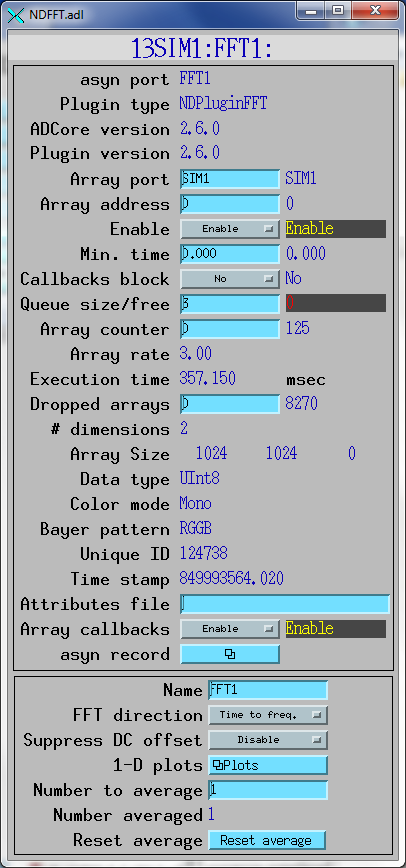 NDFFT.adl
13SIM1:FFT1:
asyn port FFT1
Plugin type NDPluginFFT
ADCore version 2.6.0
Plugin version 2.6.0
Array port SIM1 SIM1
Array address 0 0
Enable Enable Enable
Min. time 0.000 0.000
Callbacks block No No
Queue size/free 3 0
Array counter 0 125
Array rate 3.00
Execution time 357.150 msec
Dropped arrays 0 8270
# dimensions 2
Array Size 1024 1024 0
Data type UInt8
Color mode Mono
Bayer pattern RGGB
Unique ID 124738
Time stamp 849993564.020
Attributes file
Array callbacks Enable Enable
asyn record
Name FFT1
FFT direction Time to freq.
Suppress DC offset Disable
1-D plots Plots
Number to average 1
Number averaged 1
Reset average Reset average